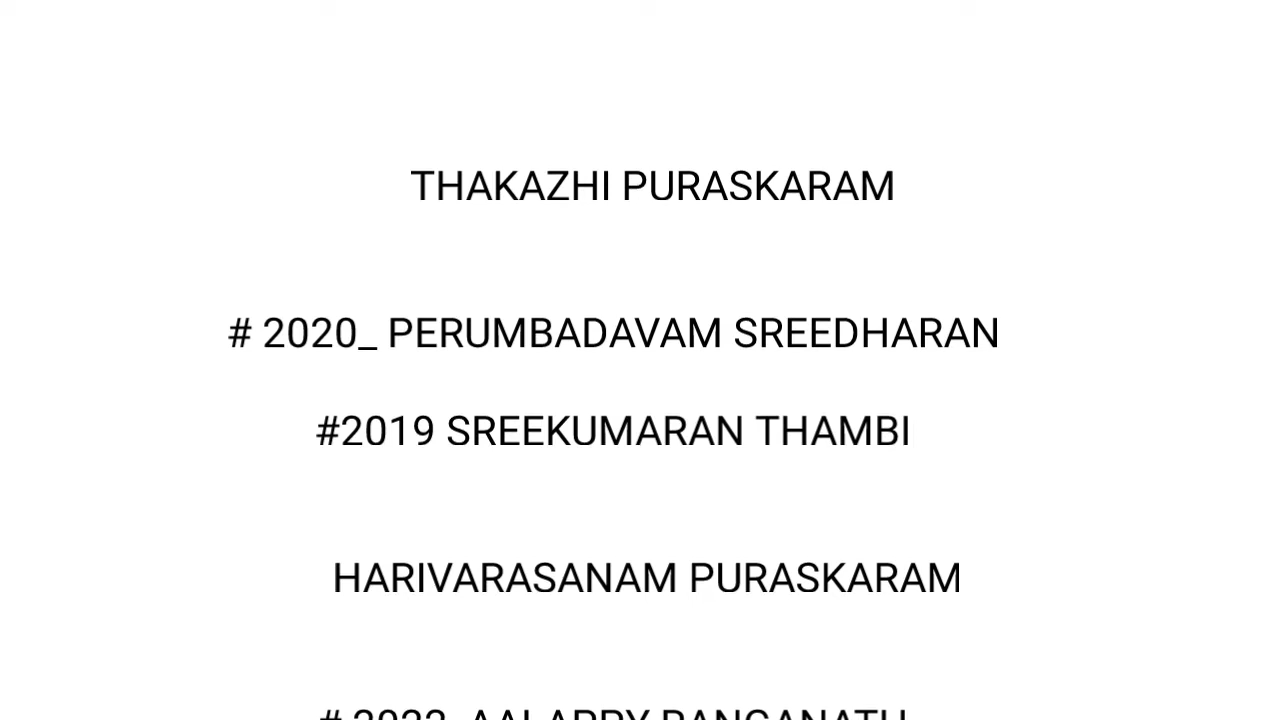 THAKAZHI PURASKARAM
# 2020_ PERUMBADAVAM SREEDHARAN
#2019 SREEKUMARAN THAMBI
HARIVARASANAM PURASKARAM